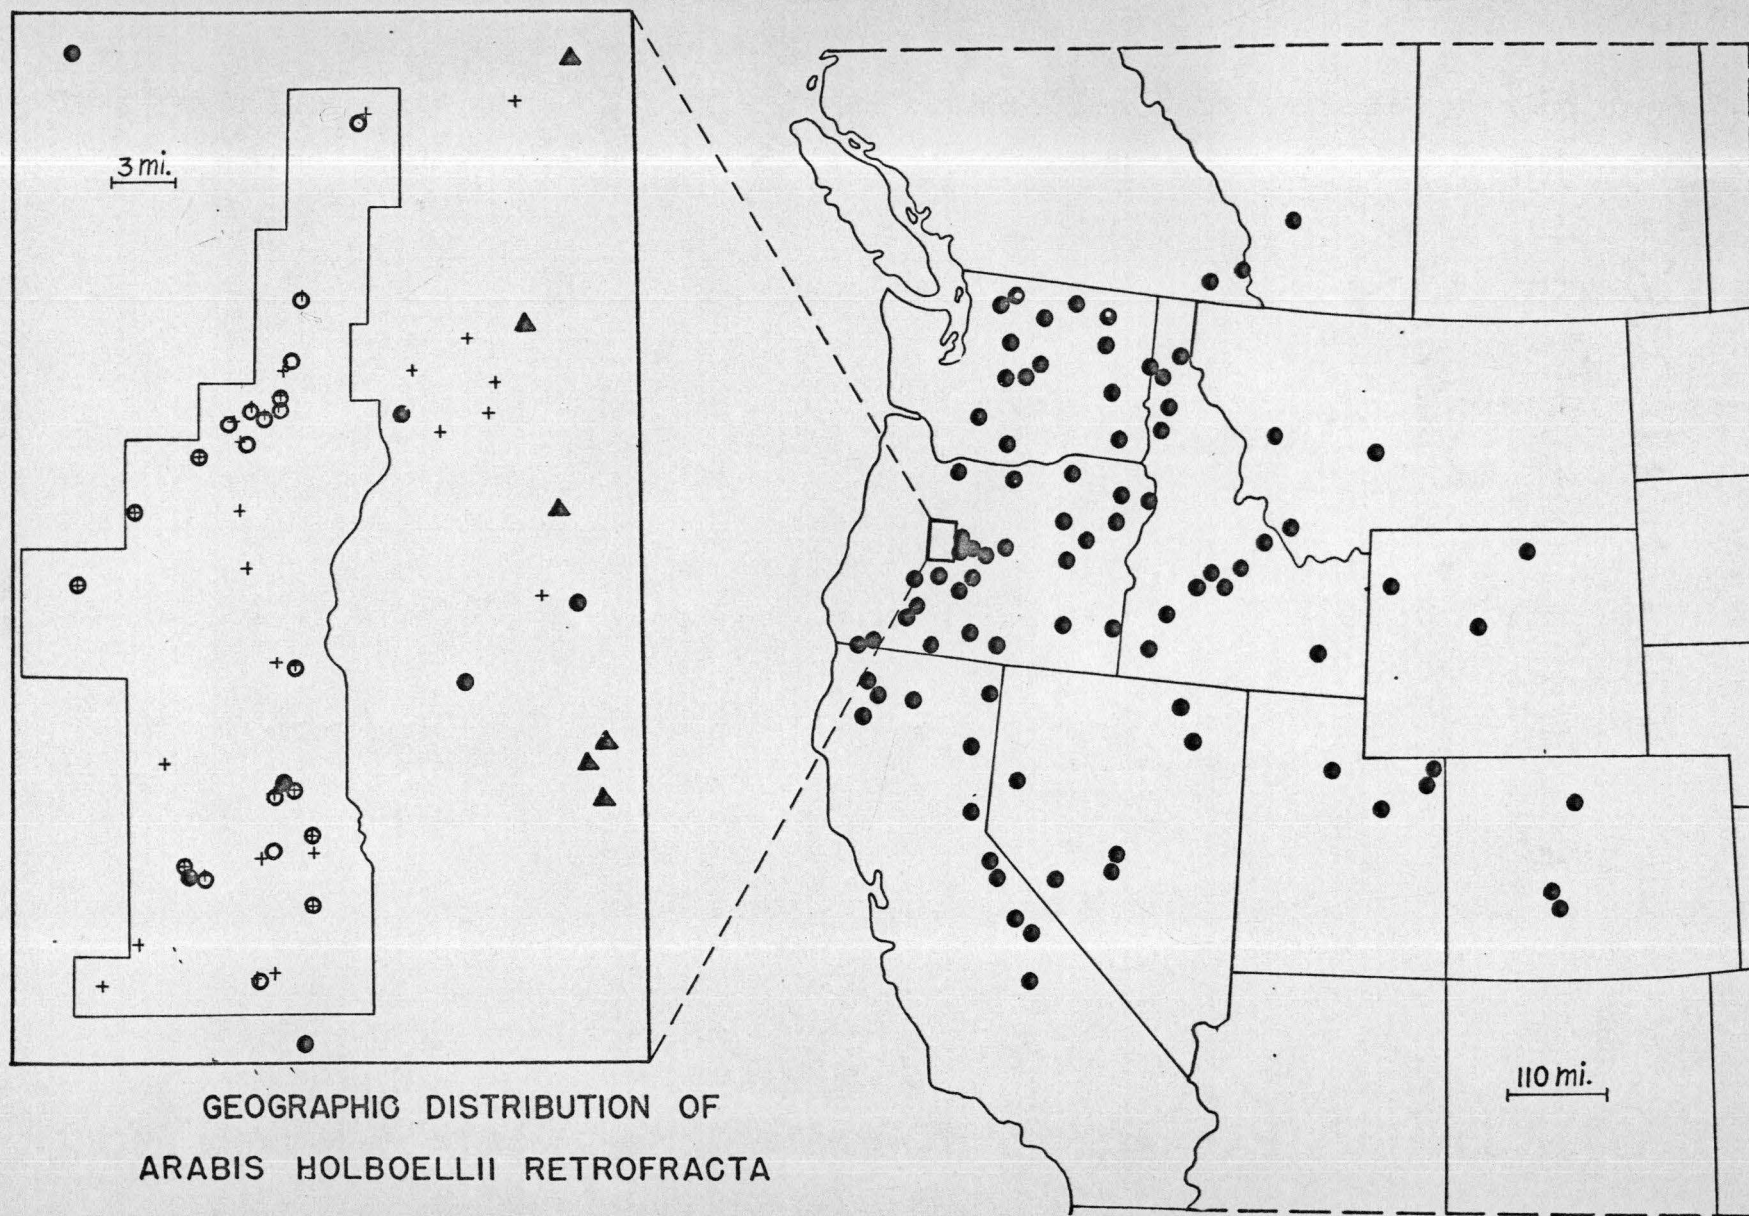 3 mi.
110 mi.
GEOGRAPHIC DISTRIBUTION OF
ARABIS HOLBOELLII RETROFRACTA